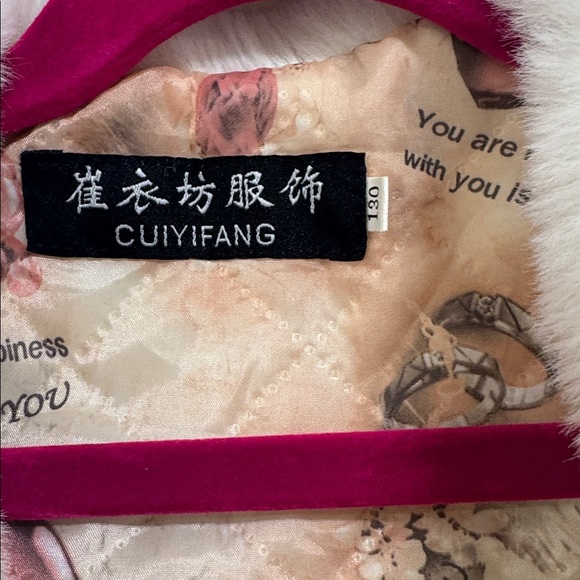 You are
with you is
崔衣坊服饰
CUIYIFANG
130
piness
YOU